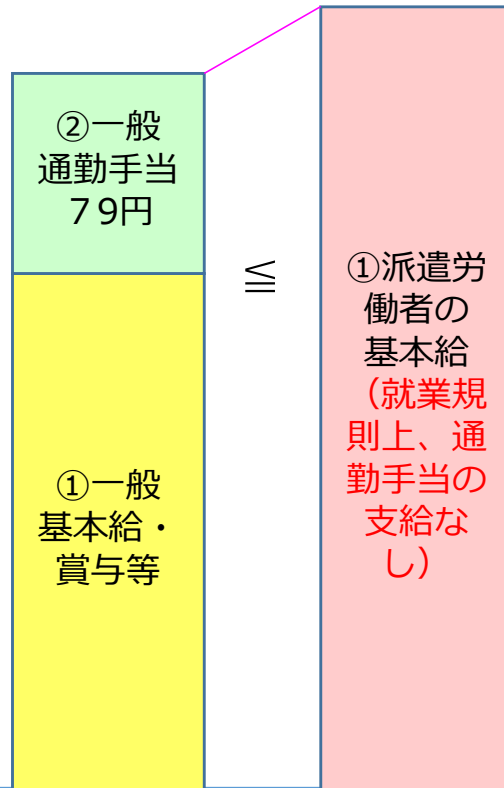 ②一般
通勤手当
７9円
①一般
基本給・
賞与等
≦
①派遣労
働者の
基本給
（就業規
則上、通
勤手当の
支給な
し）